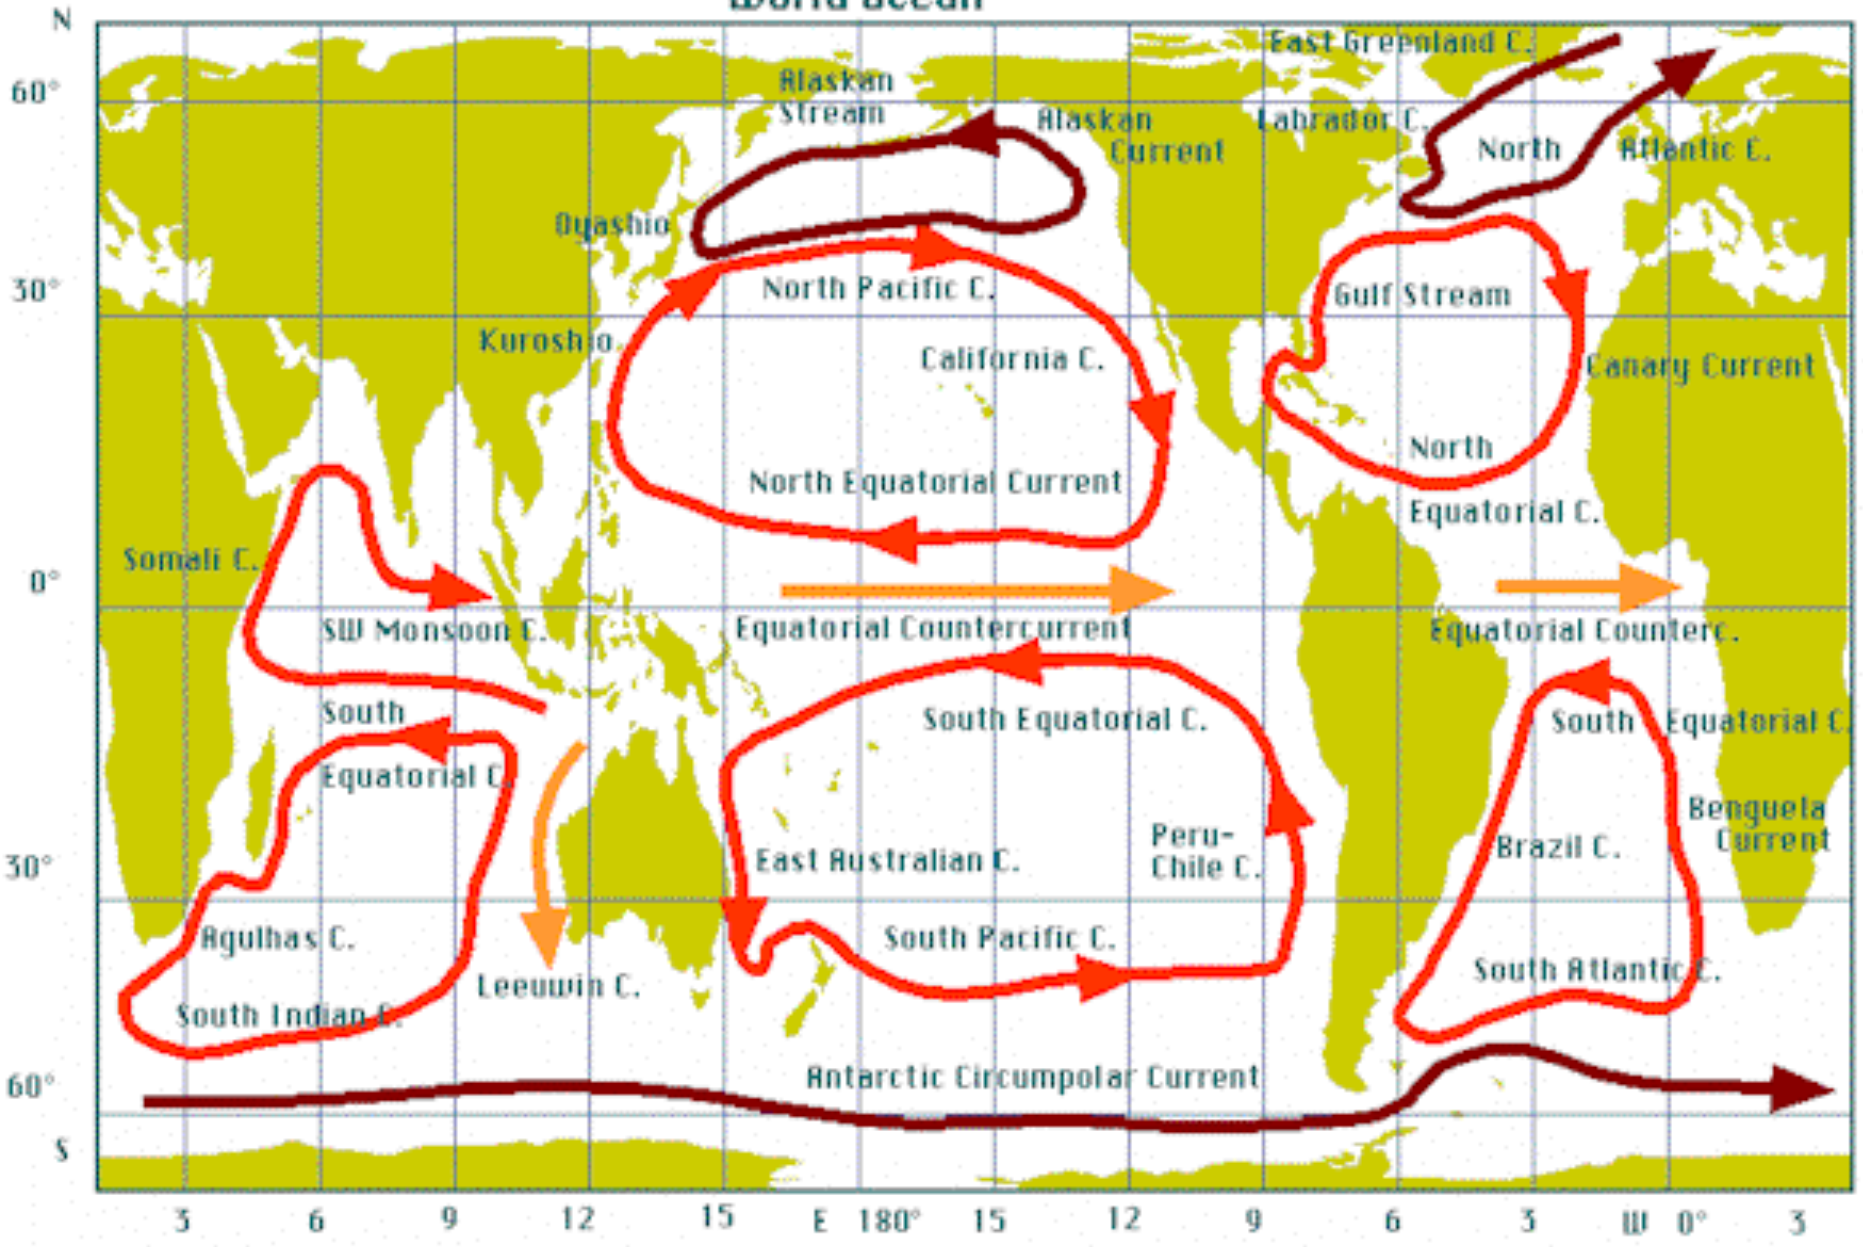 World ocean
N
East Greenland C.
60°
Alaskan
Stream
Alaskan
Current
Labrador C.
North Atlantic C.
Oyashio
30°
North Pacific C.
Gulf Stream
Kuroshio
California C.
Canary Current
North
Equatorial C.
North Equatorial Current
Somali C.
0°
SW Monsoon C.
Equatorial Countercurrent
Equatorial Counterc.
South
Equatorial C.
South Equatorial C.
South Equatorial C.
Benguela
Current
Peru-
Chile C.
East Australian C.
Brazil C.
30°
Agulhas C.
South Pacific C.
South Atlantic C.
Leeuwin C.
South Indian C.
60°
Antarctic Circumpolar Current
S
3 6 9 12 15 E 180° 15 12 9 6 3 W 0° 3